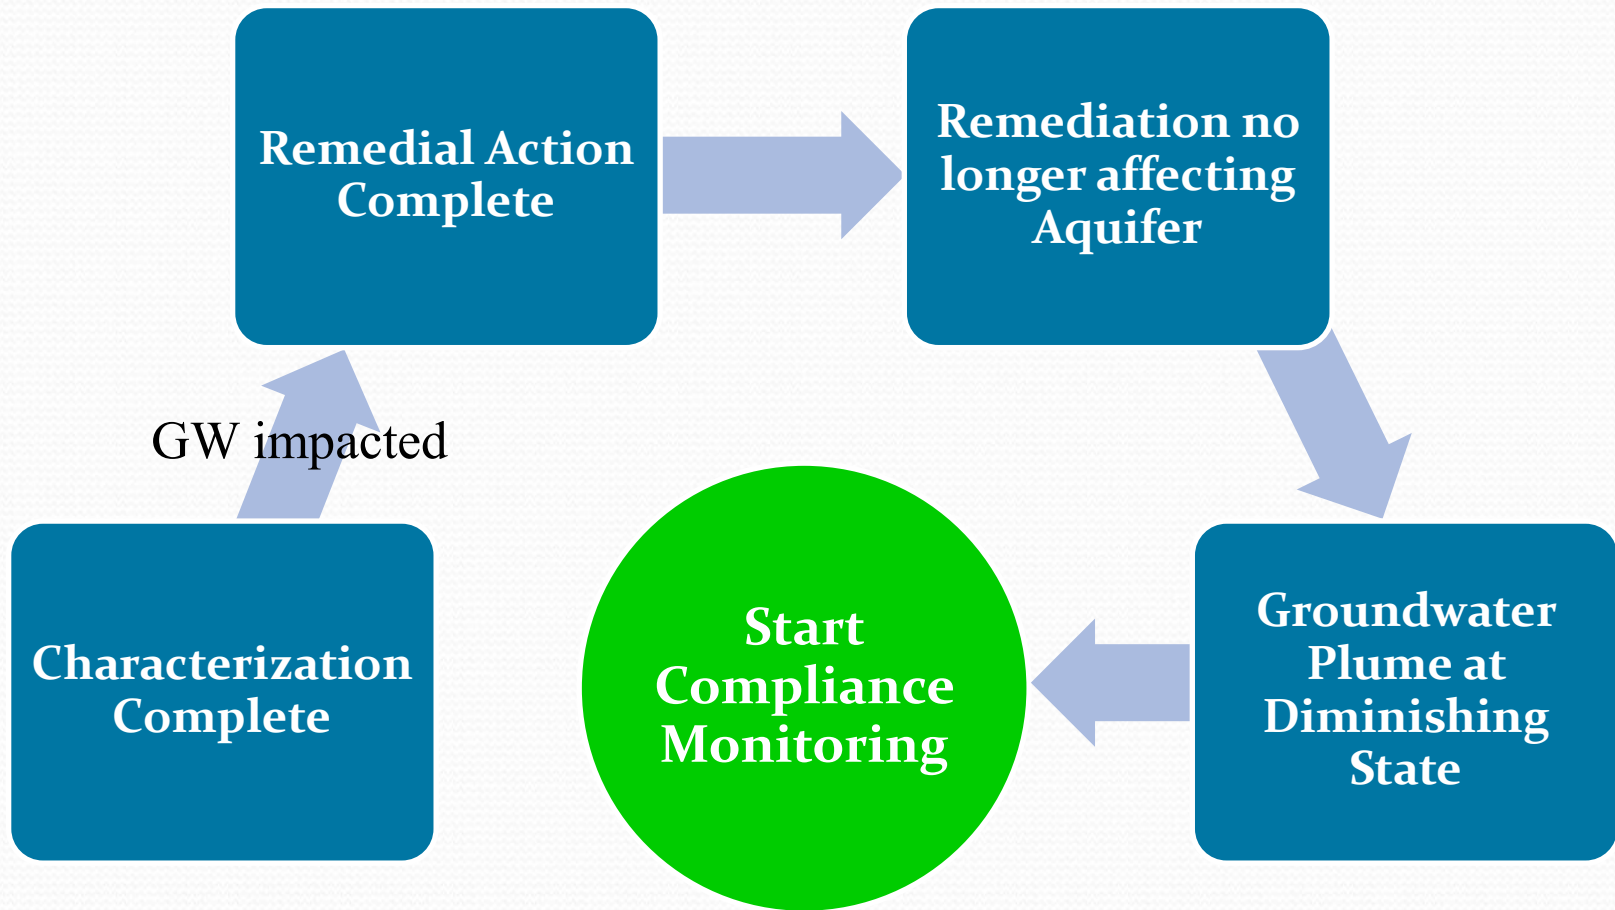 Remedial Action
Complete
Remediation no
longer affecting
Aquifer
GW impacted
Characterization
Complete
Start
Compliance
Monitoring
Groundwater
Plume at
Diminishing
State